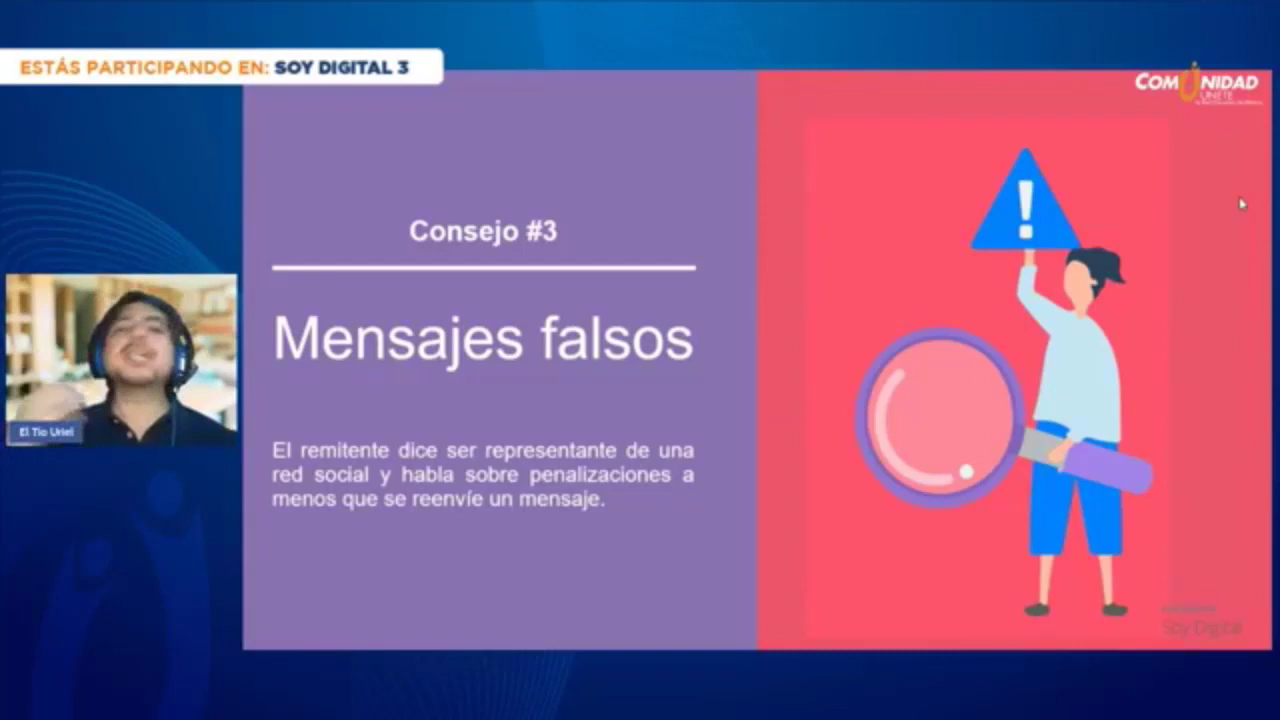 ESTÁS PARTICIPANDO EN: SOY DIGITAL 3
COMUNIDAD
ÚNETE
Consejo #3
Mensajes falsos
El remitente dice ser representante de una
red social y habla sobre penalizaciones a
menos que se reenvíe un mensaje.
!
El Tío Uriel
Soy Digital